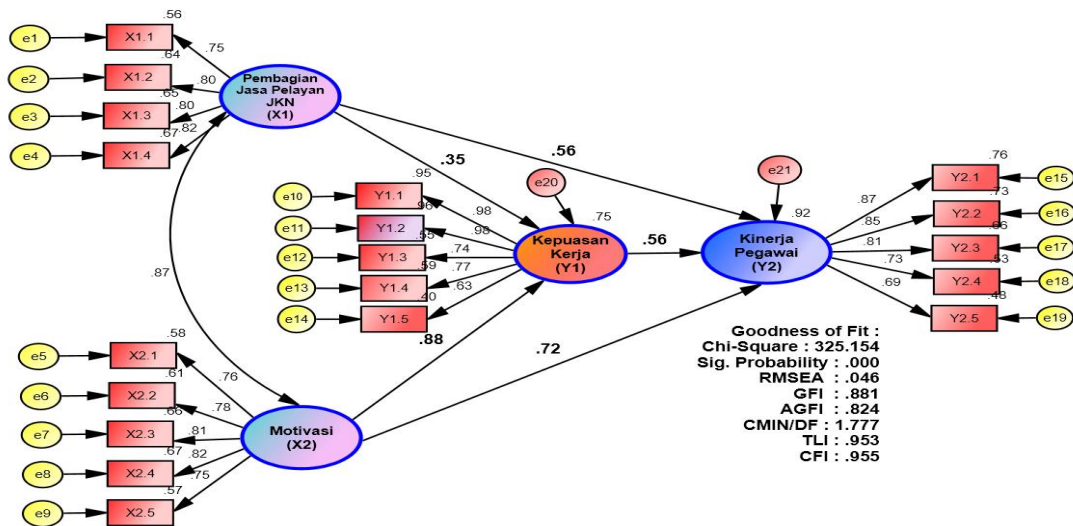 .56
e1
X1.1
.75
.64
e2
X1.2
.80
.65
e3
X1.3
.80
.67
e4
X1.4
.82
Pembagian
Jasa Pelayan
JKN
(X1)
.87
.35
.56
.95
e10
Y1.1
.98
.96
e11
Y1.2
.98
.55
e12
Y1.3
.74
.59
e13
Y1.4
.77
.40
e14
Y1.5
.63
e20
.75
Kepuasan
Kerja
(Y1)
.56
e21
.92
Kinerja
Pegawai
(Y2)
.76
.87
Y2.1
e15
.73
.85
Y2.2
e16
.66
.81
Y2.3
e17
.53
.73
Y2.4
e18
.48
.69
Y2.5
e19
.88
.72
.58
e5
X2.1
.76
.61
e6
X2.2
.78
.66
e7
X2.3
.81
.67
e8
X2.4
.82
.57
e9
X2.5
.75
Motivasi
(X2)
Goodness of Fit :
Chi-Square : 325.154
Sig. Probability : .000
RMSEA : .046
GFI : .881
AGFI : .824
CMIN/DF : 1.777
TLI : .953
CFI : .955